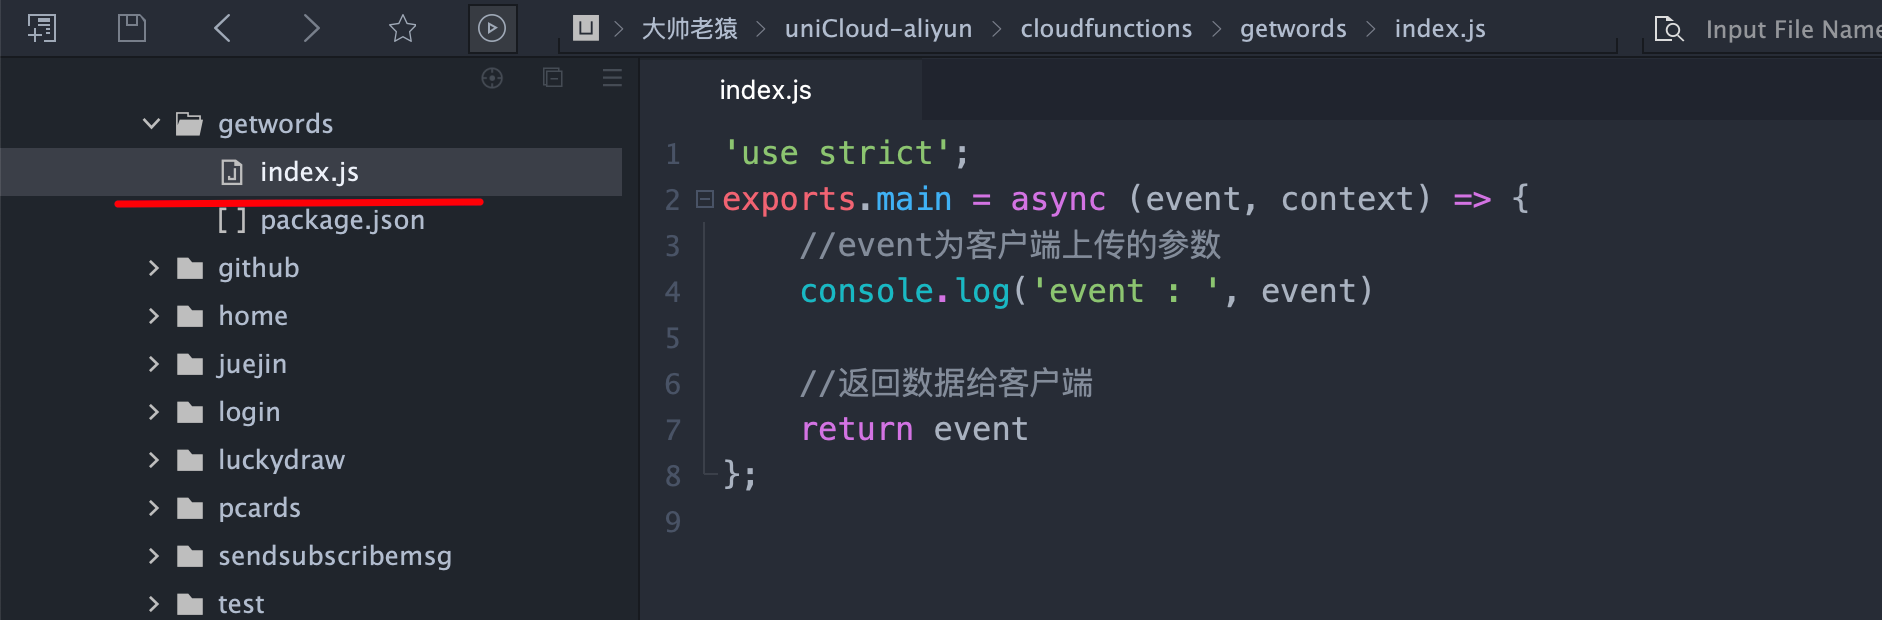 U > 大帅老猿 > uniCloud-aliyun > cloudfunctions > getwords > index.js
Input File Name
getwords
index.js
[ ] package.json
github
home
juejin
login
luckydraw
pcards
sendsubscribemsg
test
index.js
1 'use strict';
2 exports.main = async (event, context) => {
3 //event为客户端上传的参数
4 console.log('event : ', event)
5
6 //返回数据给客户端
7 return event
8 };
9